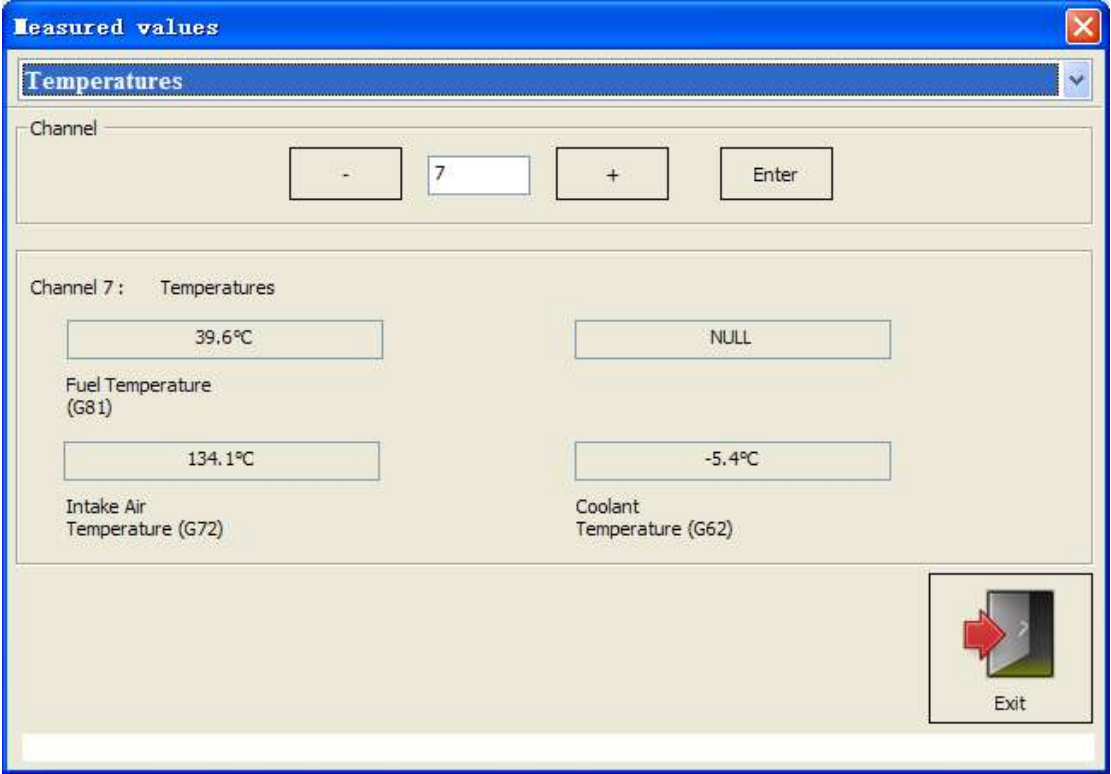 Measured values
Temperatures
Channel
-
7
+
Enter
Channel 7 : Temperatures
39.6°C
NULL
Fuel Temperature
(G81)
134.1°C
-5.4°C
Intake Air
Temperature (G72)
Coolant
Temperature (G62)
Exit